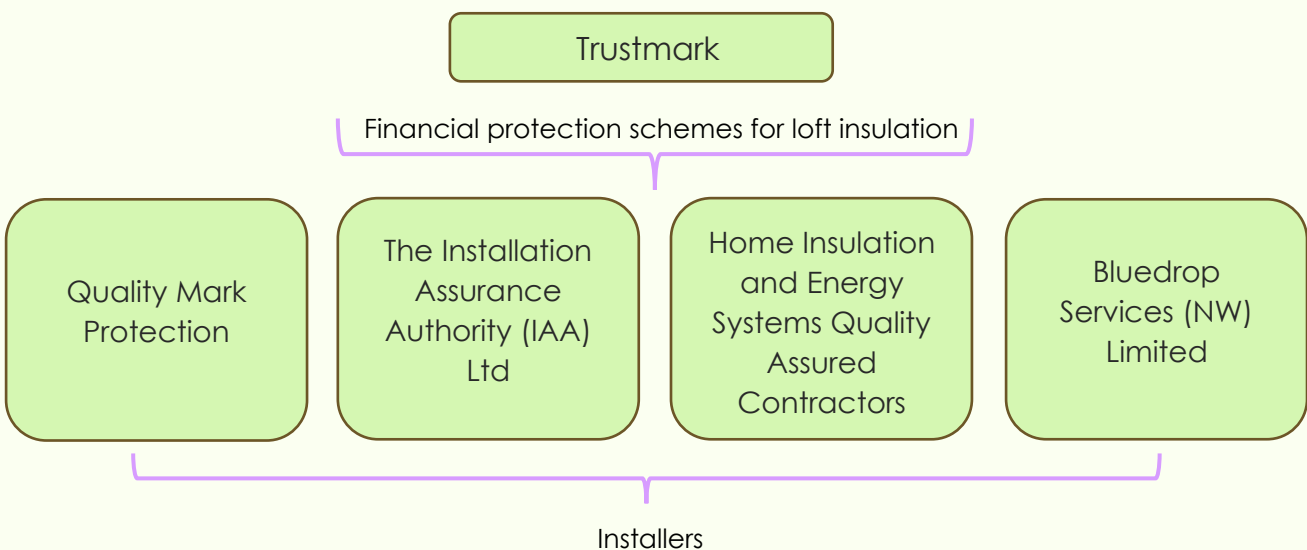 Trustmark
Financial protection schemes for loft insulation
Quality Mark
Protection
The Installation
Assurance
Authority (IAA)
Ltd
Home Insulation
and Energy
Systems Quality
Assured
Contractors
Bluedrop
Services (NW)
Limited
Installers